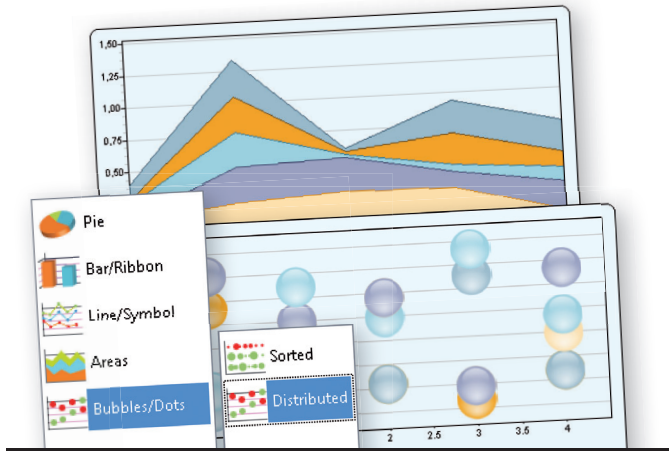 1,50
1,25
1,00
0,75
0,50
Pie
Bar/Ribbon
Line/Symbol
Areas
Bubbles/Dots
Sorted
Distributed
2 2.5 3 3.5 4